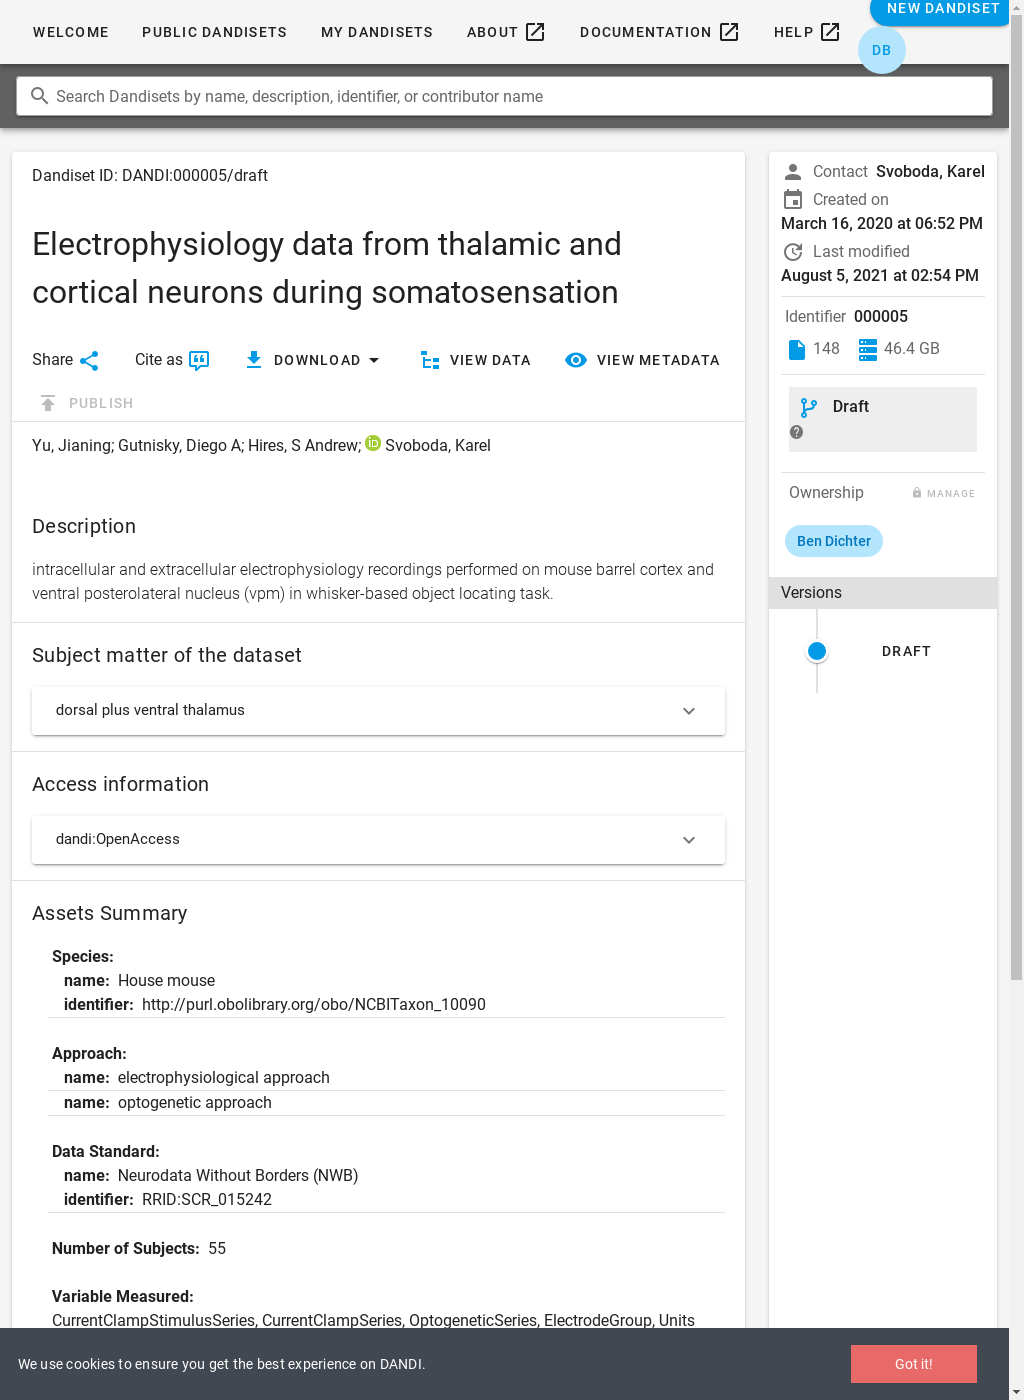 WELCOME PUBLIC DANDISETS MY DANDISETS ABOUT DOCUMENTATION HELP NEW DANDISET
DB
Search Dandisets by name, description, identifier, or contributor name
Dandiset ID: DANDI:000005/draft
Electrophysiology data from thalamic and
cortical neurons during somatosensation
Share Cite as DOWNLOAD VIEW DATA VIEW METADATA
PUBLISH
Yu, Jianing; Gutnisky, Diego A; Hires, S Andrew; iD Svoboda, Karel
Description
intracellular and extracellular electrophysiology recordings performed on mouse barrel cortex and
ventral posterolateral nucleus (vpm) in whisker-based object locating task.
Subject matter of the dataset
dorsal plus ventral thalamus
Access information
dandi:OpenAccess
Assets Summary
Species:
name: House mouse
identifier: http://purl.obolibrary.org/obo/NCBITaxon_10090
Approach:
name: electrophysiological approach
name: optogenetic approach
Data Standard:
name: Neurodata Without Borders (NWB)
identifier: RRID:SCR_015242
Number of Subjects: 55
Variable Measured:
CurrentClampStimulusSeries, CurrentClampSeries, OptogeneticSeries, ElectrodeGroup, Units
Contact Svoboda, Karel
Created on
March 16, 2020 at 06:52 PM
Last modified
August 5, 2021 at 02:54 PM
Identifier 000005
148 46.4 GB
Draft
Ownership MANAGE
Ben Dichter
Versions
DRAFT
We use cookies to ensure you get the best experience on DANDI.
Got it!